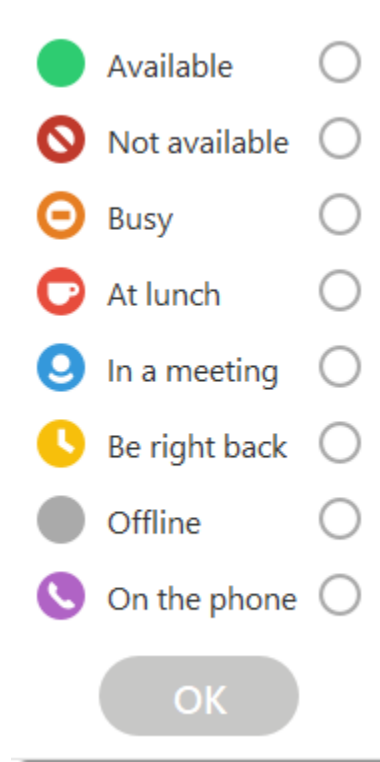 Available
Not available
Busy
At lunch
In a meeting
Be right back
Offline
On the phone
OK